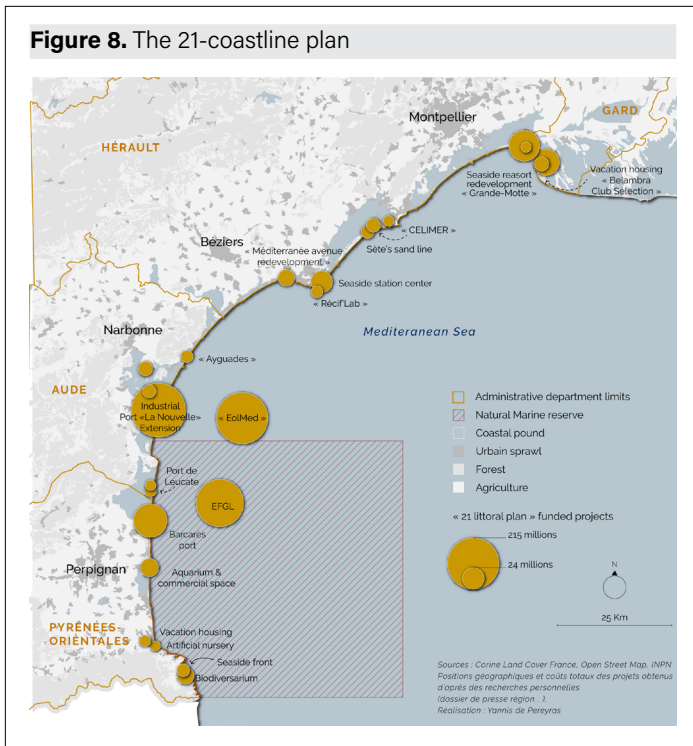 Figure 8. The 21-coastline plan
GARD
Montpellier
HÉRAULT
Seaside reasort
redevelopment
« Grande-Motte »
Vacation housing
« Belambra
Club Selection »
« CELIMER »
Sète's sand line
Béziers
« Méditerranée avenue
redevelopment »
Seaside station center
« Récif'Lab »
Mediteranean Sea
Narbonne
« Ayguades »
AUDE
Industrial
Port «La Nouvelle»
Extension
« EolMed »
Administrative department limits
Natural Marine reserve
Coastal pound
Urbain sprawl
Forest
Agriculture
Port de
Leucate
EFGL
Barcarès
port
« 21 littoral plan » funded projects
215 millions
24 millions
N
25 Km
Perpignan
Aquarium &
commercial space
PYRÉNÉES-
ORIENTALES
Vacation housing
Artificial nursery
Seaside front
Biodiversarium
Sources : Corine Land Cover France, Open Street Map, INPN
Positions géographiques et coûts totaux des projets obtenus
d'après des recherches personnelles
(dossier de presse région...).
Réalisation : Yannis de Pereyras